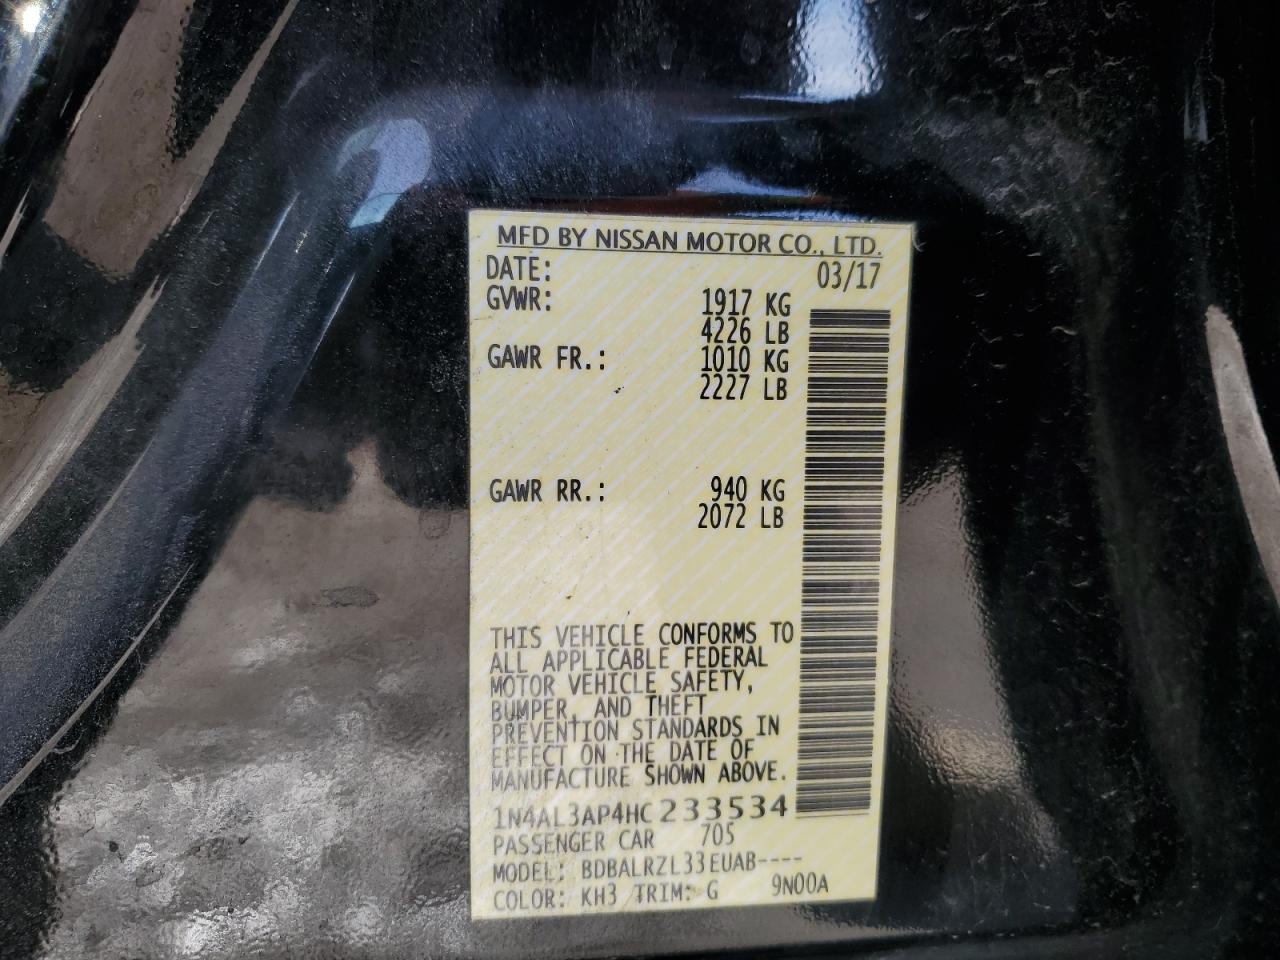 MFD BY NISSAN MOTOR CO., LTD.
DATE: 03/17
GVWR: 1917 KG
4226 LB
GAWR FR.: 1010 KG
2227 LB
GAWR RR.: 940 KG
2072 LB
THIS VEHICLE CONFORMS TO
ALL APPLICABLE FEDERAL
MOTOR VEHICLE SAFETY,
BUMPER, AND THEFT
PREVENTION STANDARDS IN
EFFECT ON THE DATE OF
MANUFACTURE SHOWN ABOVE.
1N4AL3AP4HC233534
PASSENGER CAR 705
MODEL: BDBALRZL33EUAB----
COLOR: KH3 TRIM: G 9N00A